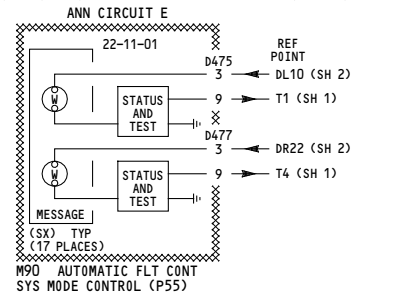 ANN CIRCUIT E
22-11-01
D475
REF
POINT
3
DL10 (SH 2)
W
STATUS
AND
TEST
9
T1 (SH 1)
D477
3
DR22 (SH 2)
W
STATUS
AND
TEST
9
T4 (SH 1)
MESSAGE
(SX) TYP
(17 PLACES)
M90 AUTOMATIC FLT CONT
SYS MODE CONTROL (P55)